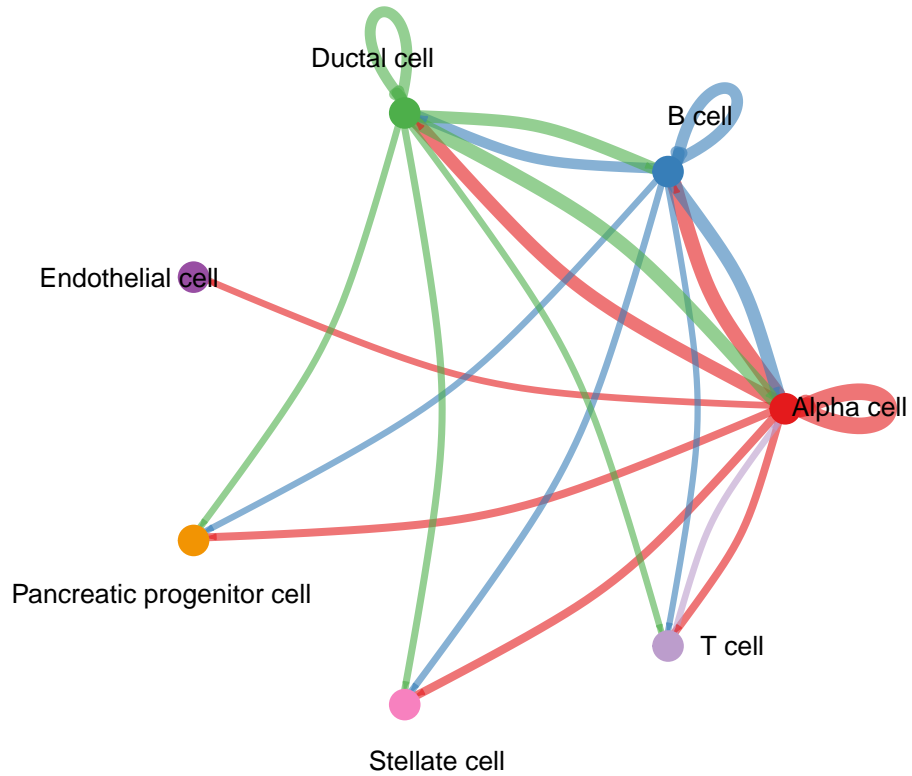 Ductal cell
B cell
Endothelial cell
Alpha cell
Pancreatic progenitor cell
T cell
Stellate cell